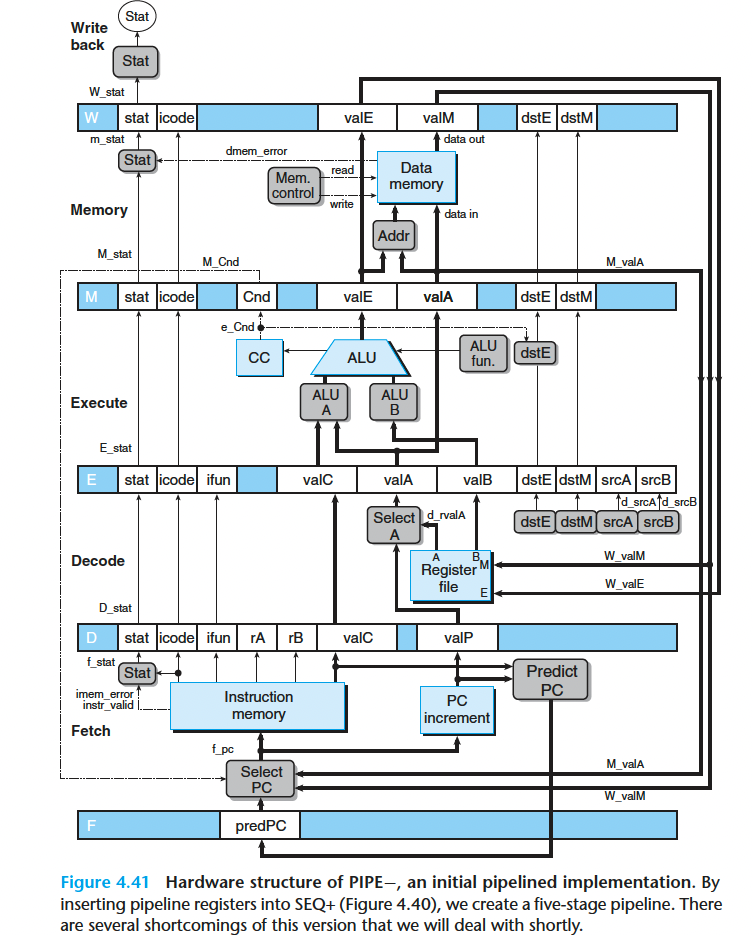 Stat
Write
back
Stat
W_stat
W stat icode valE valM dstE dstM
m_stat
Stat
dmem_error
data out
read
Mem.
control
write
Data
memory
Memory
data in
Addr
M_stat
M_Cnd
M_valA
M stat icode Cnd valE valA dstE dstM
e_Cnd
CC
ALU
ALU
fun.
dstE
Execute
ALU
A
ALU
B
E_stat
E stat icode ifun valC valA valB dstE dstM srcA srcB
d_srcA d_srcB
Select
A
d_rvalA
dstE dstM srcA srcB
Decode
A B
Register
file
M
E
W_valM
W_valE
D_stat
D stat icode ifun rA rB valC valP
f_stat
Stat
imem_error
instr_valid
Instruction
memory
PC
increment
Predict
PC
Fetch
f_pc
Select
PC
M_valA
W_valM
F predPC
Figure 4.41 Hardware structure of PIPE−, an initial pipelined implementation. By
inserting pipeline registers into SEQ+ (Figure 4.40), we create a five-stage pipeline. There
are several shortcomings of this version that we will deal with shortly.